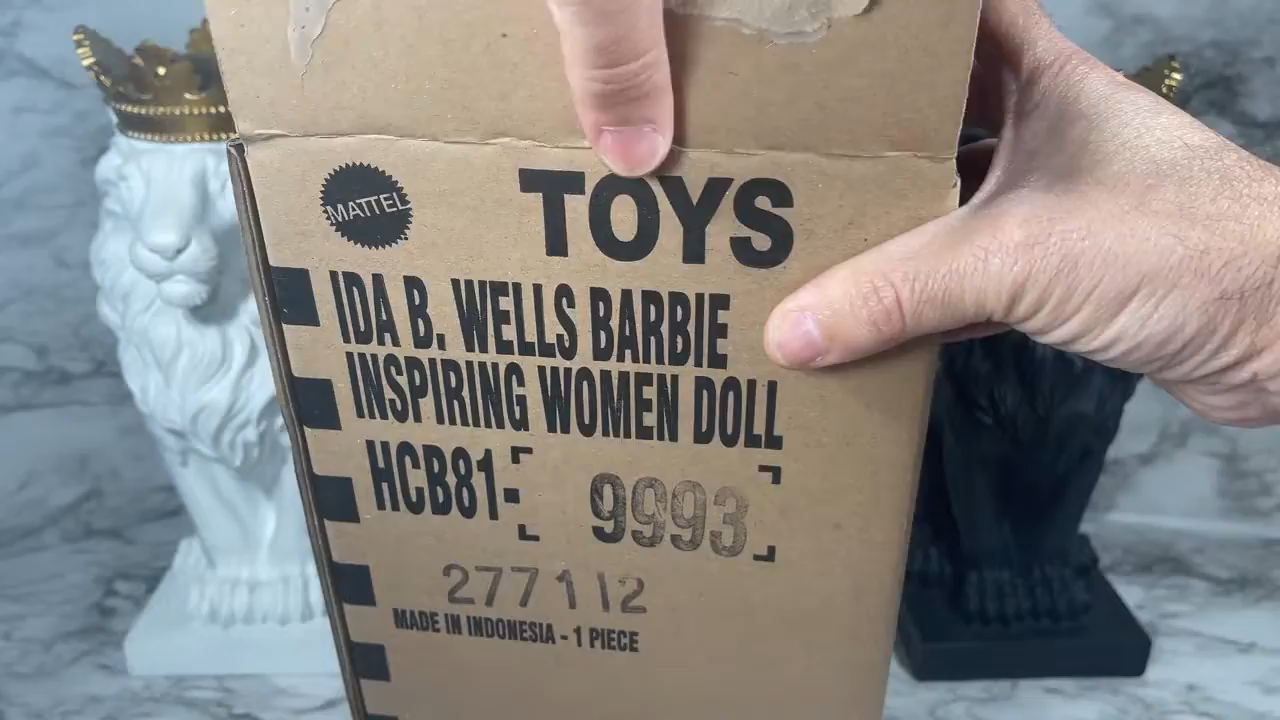 MATTEL
TOYS
IDA B. WELLS BARBIE
INSPIRING WOMEN DOLL
HCB81-
9993
277112
MADE IN INDONESIA - 1 PIECE